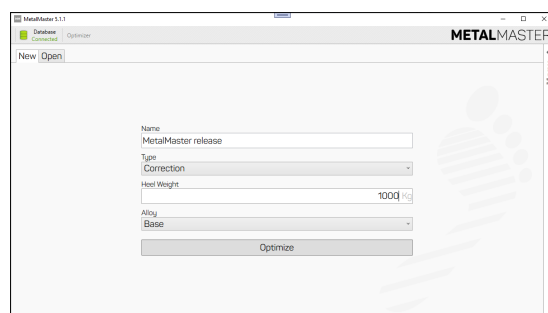 MetalMaster 5.1.1
Database
Connected
Optimizer
METALMASTER
New Open
Name
MetalMaster release
Type
Correction
Heel Weight
1000 Kg
Alloy
Base
Optimize